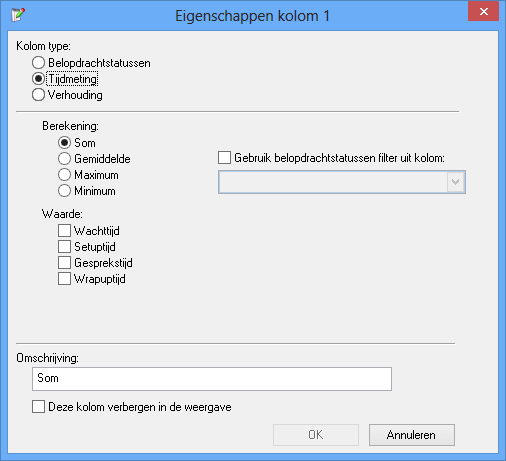 Eigenschappen kolom 1
Kolom type:
Belopdrachtstatussen
Tijdmeting
Verhouding
Berekening:
Som
Gemiddelde
Maximum
Minimum
Gebruik belopdrachtstatussen filter uit kolom:
Waarde:
Wachttijd
Setuptijd
Gesprekstijd
Wrapuptijd
Omschrijving:
Som
Deze kolom verbergen in de weergave
OK
Annuleren